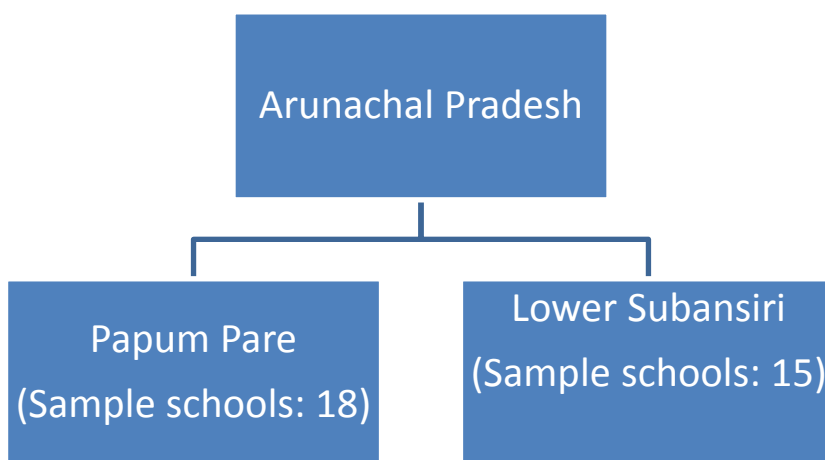 Arunachal Pradesh
Papum Pare
(Sample schools: 18)
Lower Subansiri
(Sample schools: 15)